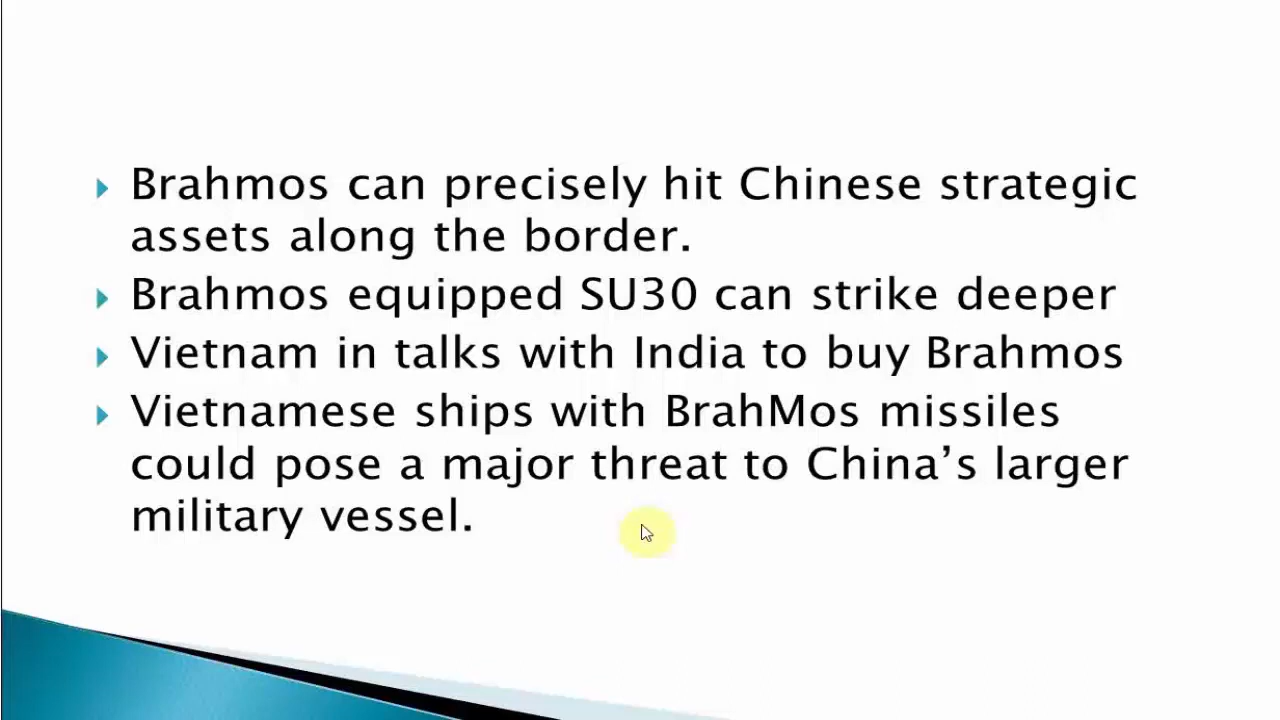 Brahmos can precisely hit Chinese strategic
assets along the border.
Brahmos equipped SU30 can strike deeper
Vietnam in talks with India to buy Brahmos
Vietnamese ships with BrahMos missiles
could pose a major threat to China’s larger
military vessel.